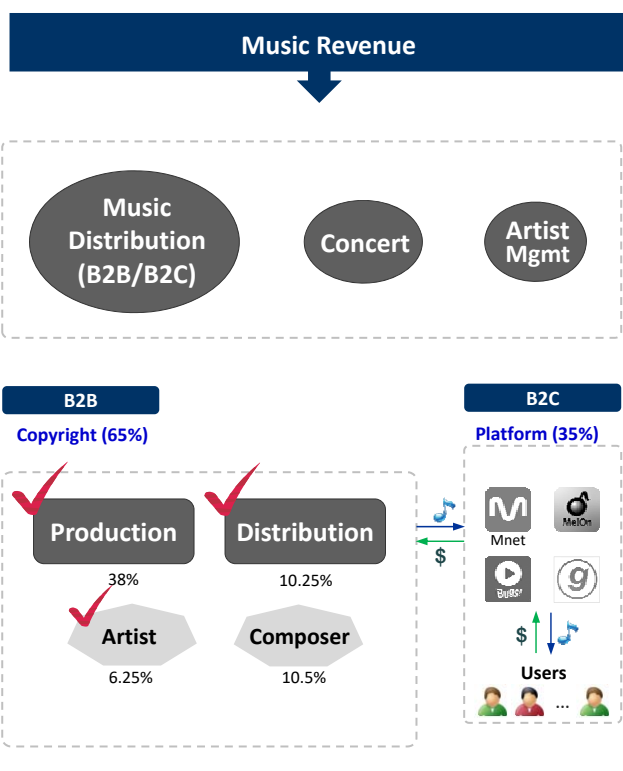 Music Revenue
Music
Distribution
(B2B/B2C)
Concert
Artist
Mgmt
B2B
Copyright (65%)
Production
38%
Distribution
10.25%
Artist
6.25%
Composer
10.5%
$
B2C
Platform (35%)
Mnet
MelOn
Bugs!
g
$
Users
...